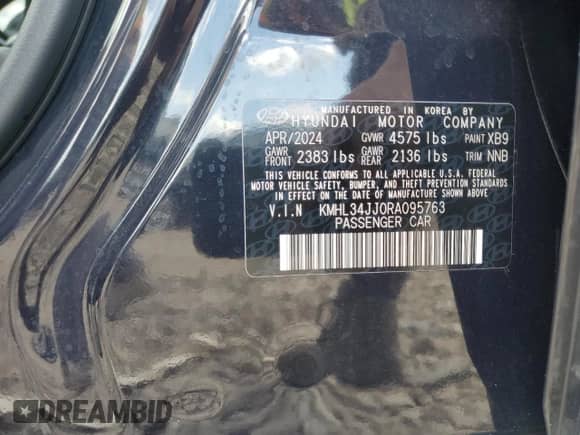 MANUFACTURED IN KOREA BY
HYUNDAI MOTOR COMPANY
APR/2024 GVWR 4575 lbs PAINT XB9
GAWR FRONT 2383 lbs GAWR REAR 2136 lbs TRIM NNB
THIS VEHICLE CONFORMS TO ALL APPLICABLE U.S.A. FEDERAL
MOTOR VEHICLE SAFETY, BUMPER, AND THEFT PREVENTION STANDARDS
IN EFFECT ON THE DATE OF MANUFACTURE SHOWN ABOVE
V.I.N KMHL34JJ0RA095763
PASSENGER CAR
DREAMBID